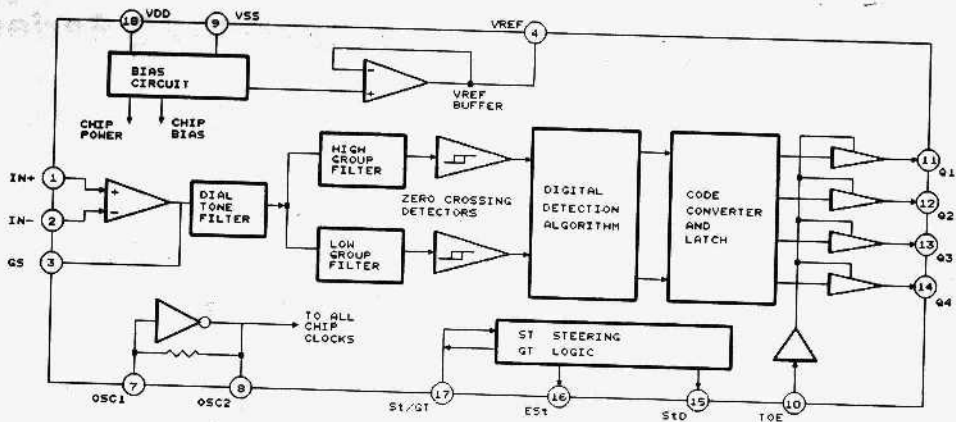 18 VDD 9 VSS VREF 4
BIAS
CIRCUIT
-
+
VREF
BUFFER
CHIP
POWER
CHIP
BIAS
IN+ 1
IN- 2
GS 3
+
-
DIAL
TONE
FILTER
HIGH
GROUP
FILTER
LOW
GROUP
FILTER
ZERO CROSSING
DETECTORS
DIGITAL
DETECTION
ALGORITHM
CODE
CONVERTER
AND
LATCH
11
Q1
12
Q2
13
Q3
14
Q4
TO ALL
CHIP
CLOCKS
ST STEERING
GT LOGIC
7
OSC1
8
OSC2
17
St/GT
16
ESt
15
StD
10
TOE